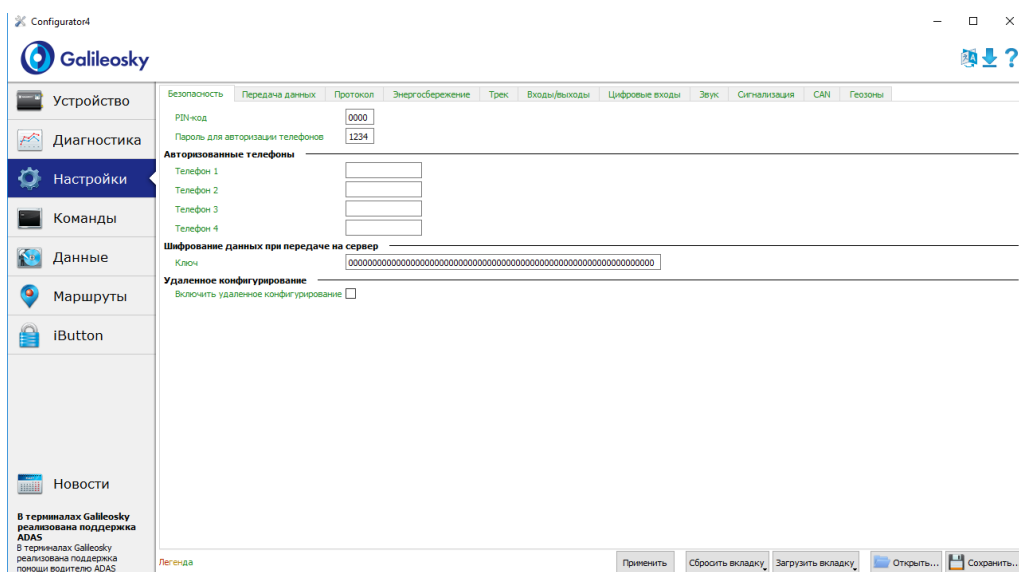 Configurator4
Galileosky
Устройство
Диагностика
Настройки
Команды
Данные
Маршруты
iButton
Новости
В терминалах Galileosky
реализована поддержка
ADAS
В терминалах Galileosky
реализована поддержка
помощи водителю ADAS
Безопасность Передача данных Протокол Энергосбережение Трек Входы/выходы Цифровые входы Звук Сигнализация CAN Геозоны
PIN-код 0000
Пароль для авторизации телефонов 1234
Авторизованные телефоны
Телефон 1
Телефон 2
Телефон 3
Телефон 4
Шифрование данных при передаче на сервер
Ключ 0000000000000000000000000000000000000000000000000000000000000000
Удаленное конфигурирование
Включить удаленное конфигурирование
Легенда Применить Сбросить вкладку Загрузить вкладку Открыть... Сохранить..